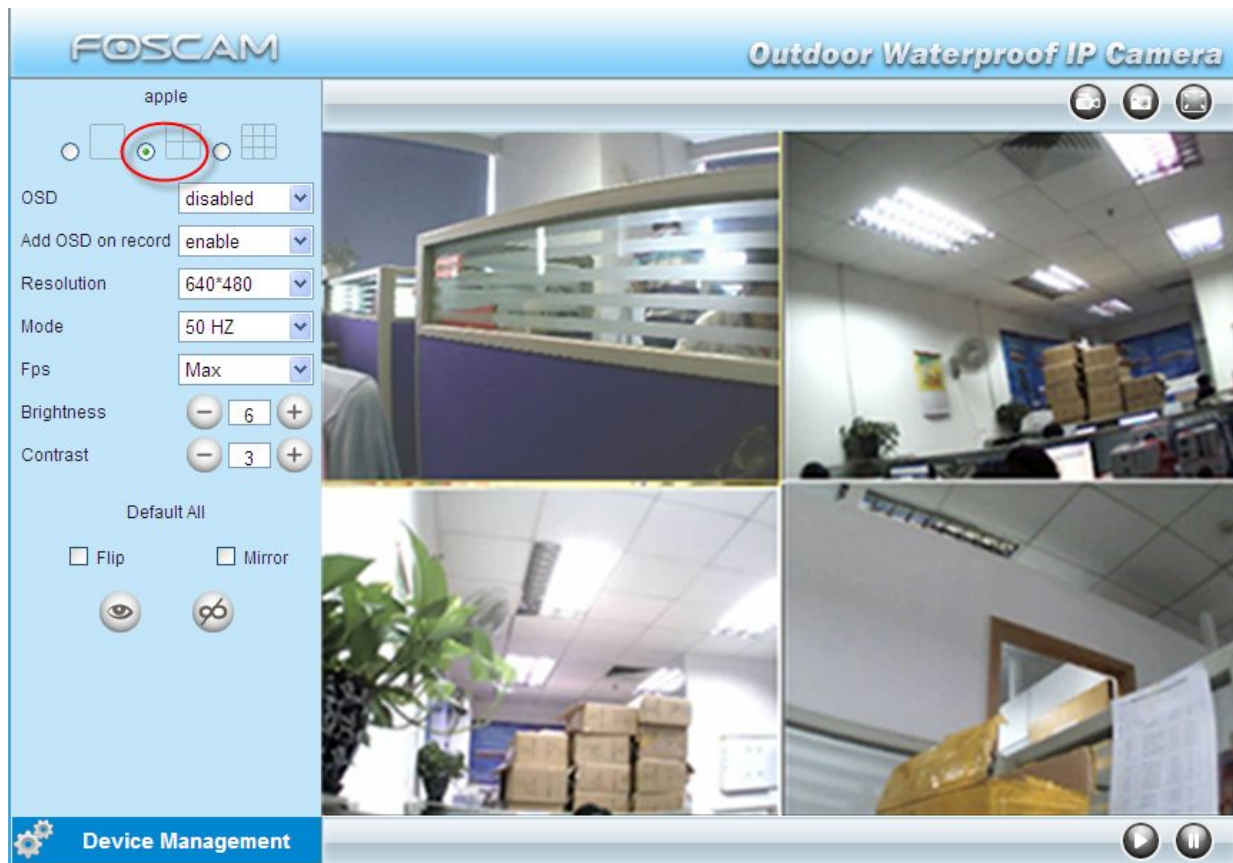 FOSCAM
Outdoor Waterproof IP Camera
apple
OSD disabled
Add OSD on record enable
Resolution 640*480
Mode 50 HZ
Fps Max
Brightness 6
Contrast 3
Default All
Flip Mirror
Device Management